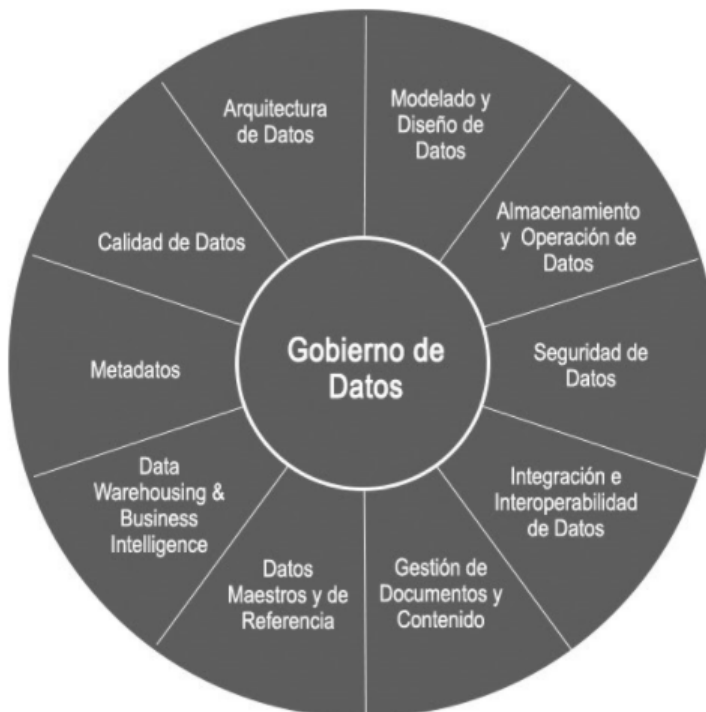 Arquitectura
de Datos
Modelado y
Diseño de
Datos
Almacenamiento
y Operación de
Datos
Seguridad de
Datos
Integración e
Interoperabilidad
de Datos
Gestión de
Documentos y
Contenido
Datos
Maestros y de
Referencia
Data
Warehousing &
Business
Intelligence
Metadatos
Calidad de Datos
Gobierno de
Datos